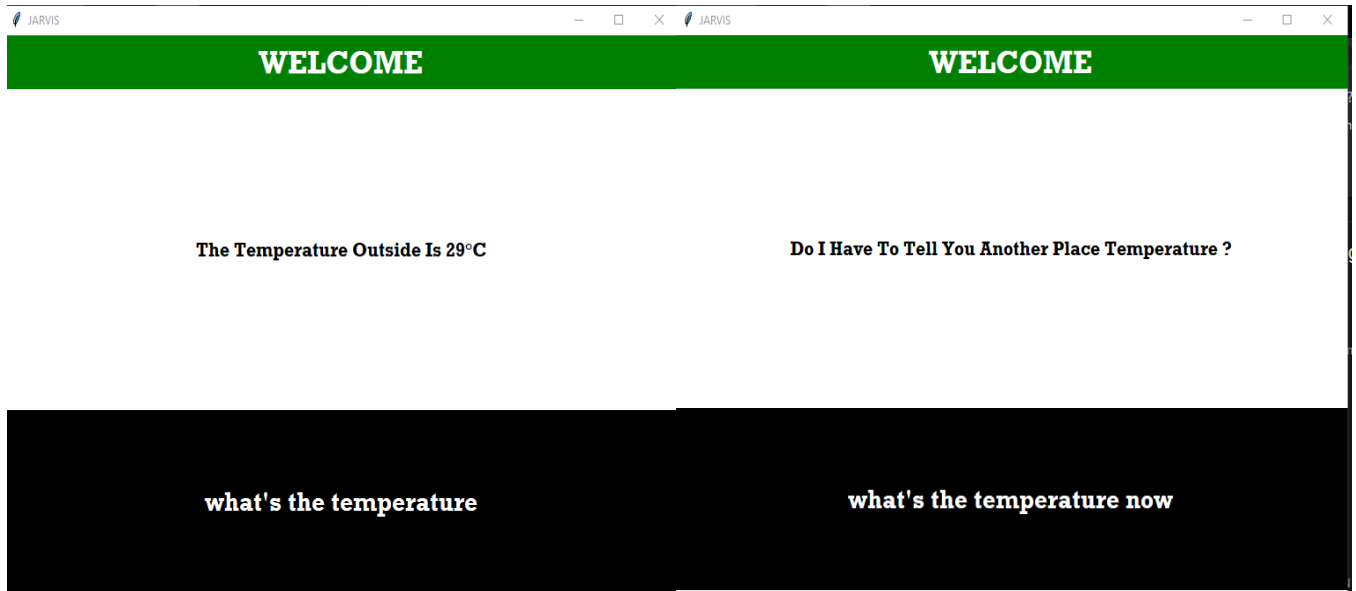 JARVIS
WELCOME
The Temperature Outside Is 29°C
what's the temperature
JARVIS
WELCOME
Do I Have To Tell You Another Place Temperature ?
what's the temperature now